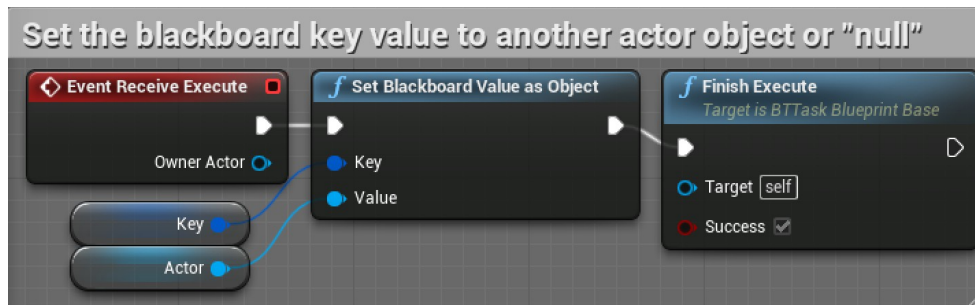 Set the blackboard key value to another actor object or "null"
Event Receive Execute
Owner Actor
Key
Actor
f Set Blackboard Value as Object
Key
Value
f Finish Execute
Target is BTTask Blueprint Base
Target self
Success